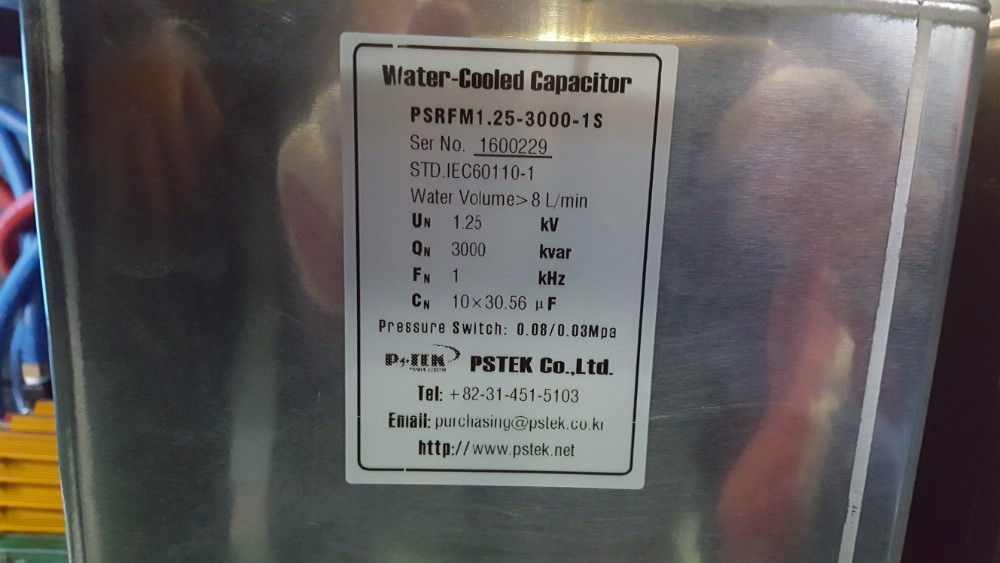 Water-Cooled Capacitor
PSRFM1.25-3000-1S
Ser No. 1600229
STD.IEC60110-1
Water Volume> 8 L/min
UN 1.25 kV
QN 3000 kvar
FN 1 kHz
CN 10×30.56 μF
Pressure Switch: 0.08/0.03Mpa
PSTEK PSTEK Co.,Ltd.
Tel: +82-31-451-5103
Email: purchasing@pstek.co.kr
http://www.pstek.net